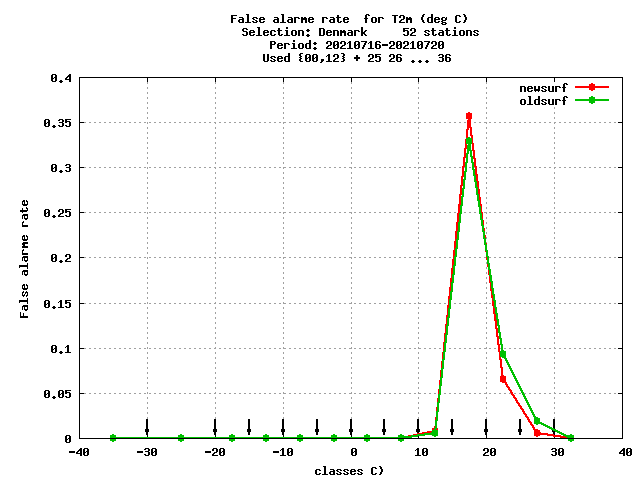 False alarme rate  for T2m (deg C)
Selection: Denmark     52 stations
Period: 20210716-20210720
Used {00,12} + 25 26 ... 36
newsurf
oldsurf
0.4
0.35
0.3
0.25
0.2
0.15
0.1
0.05
0
False alarme rate
-40 -30 -20 -10 0 10 20 30 40
classes C)